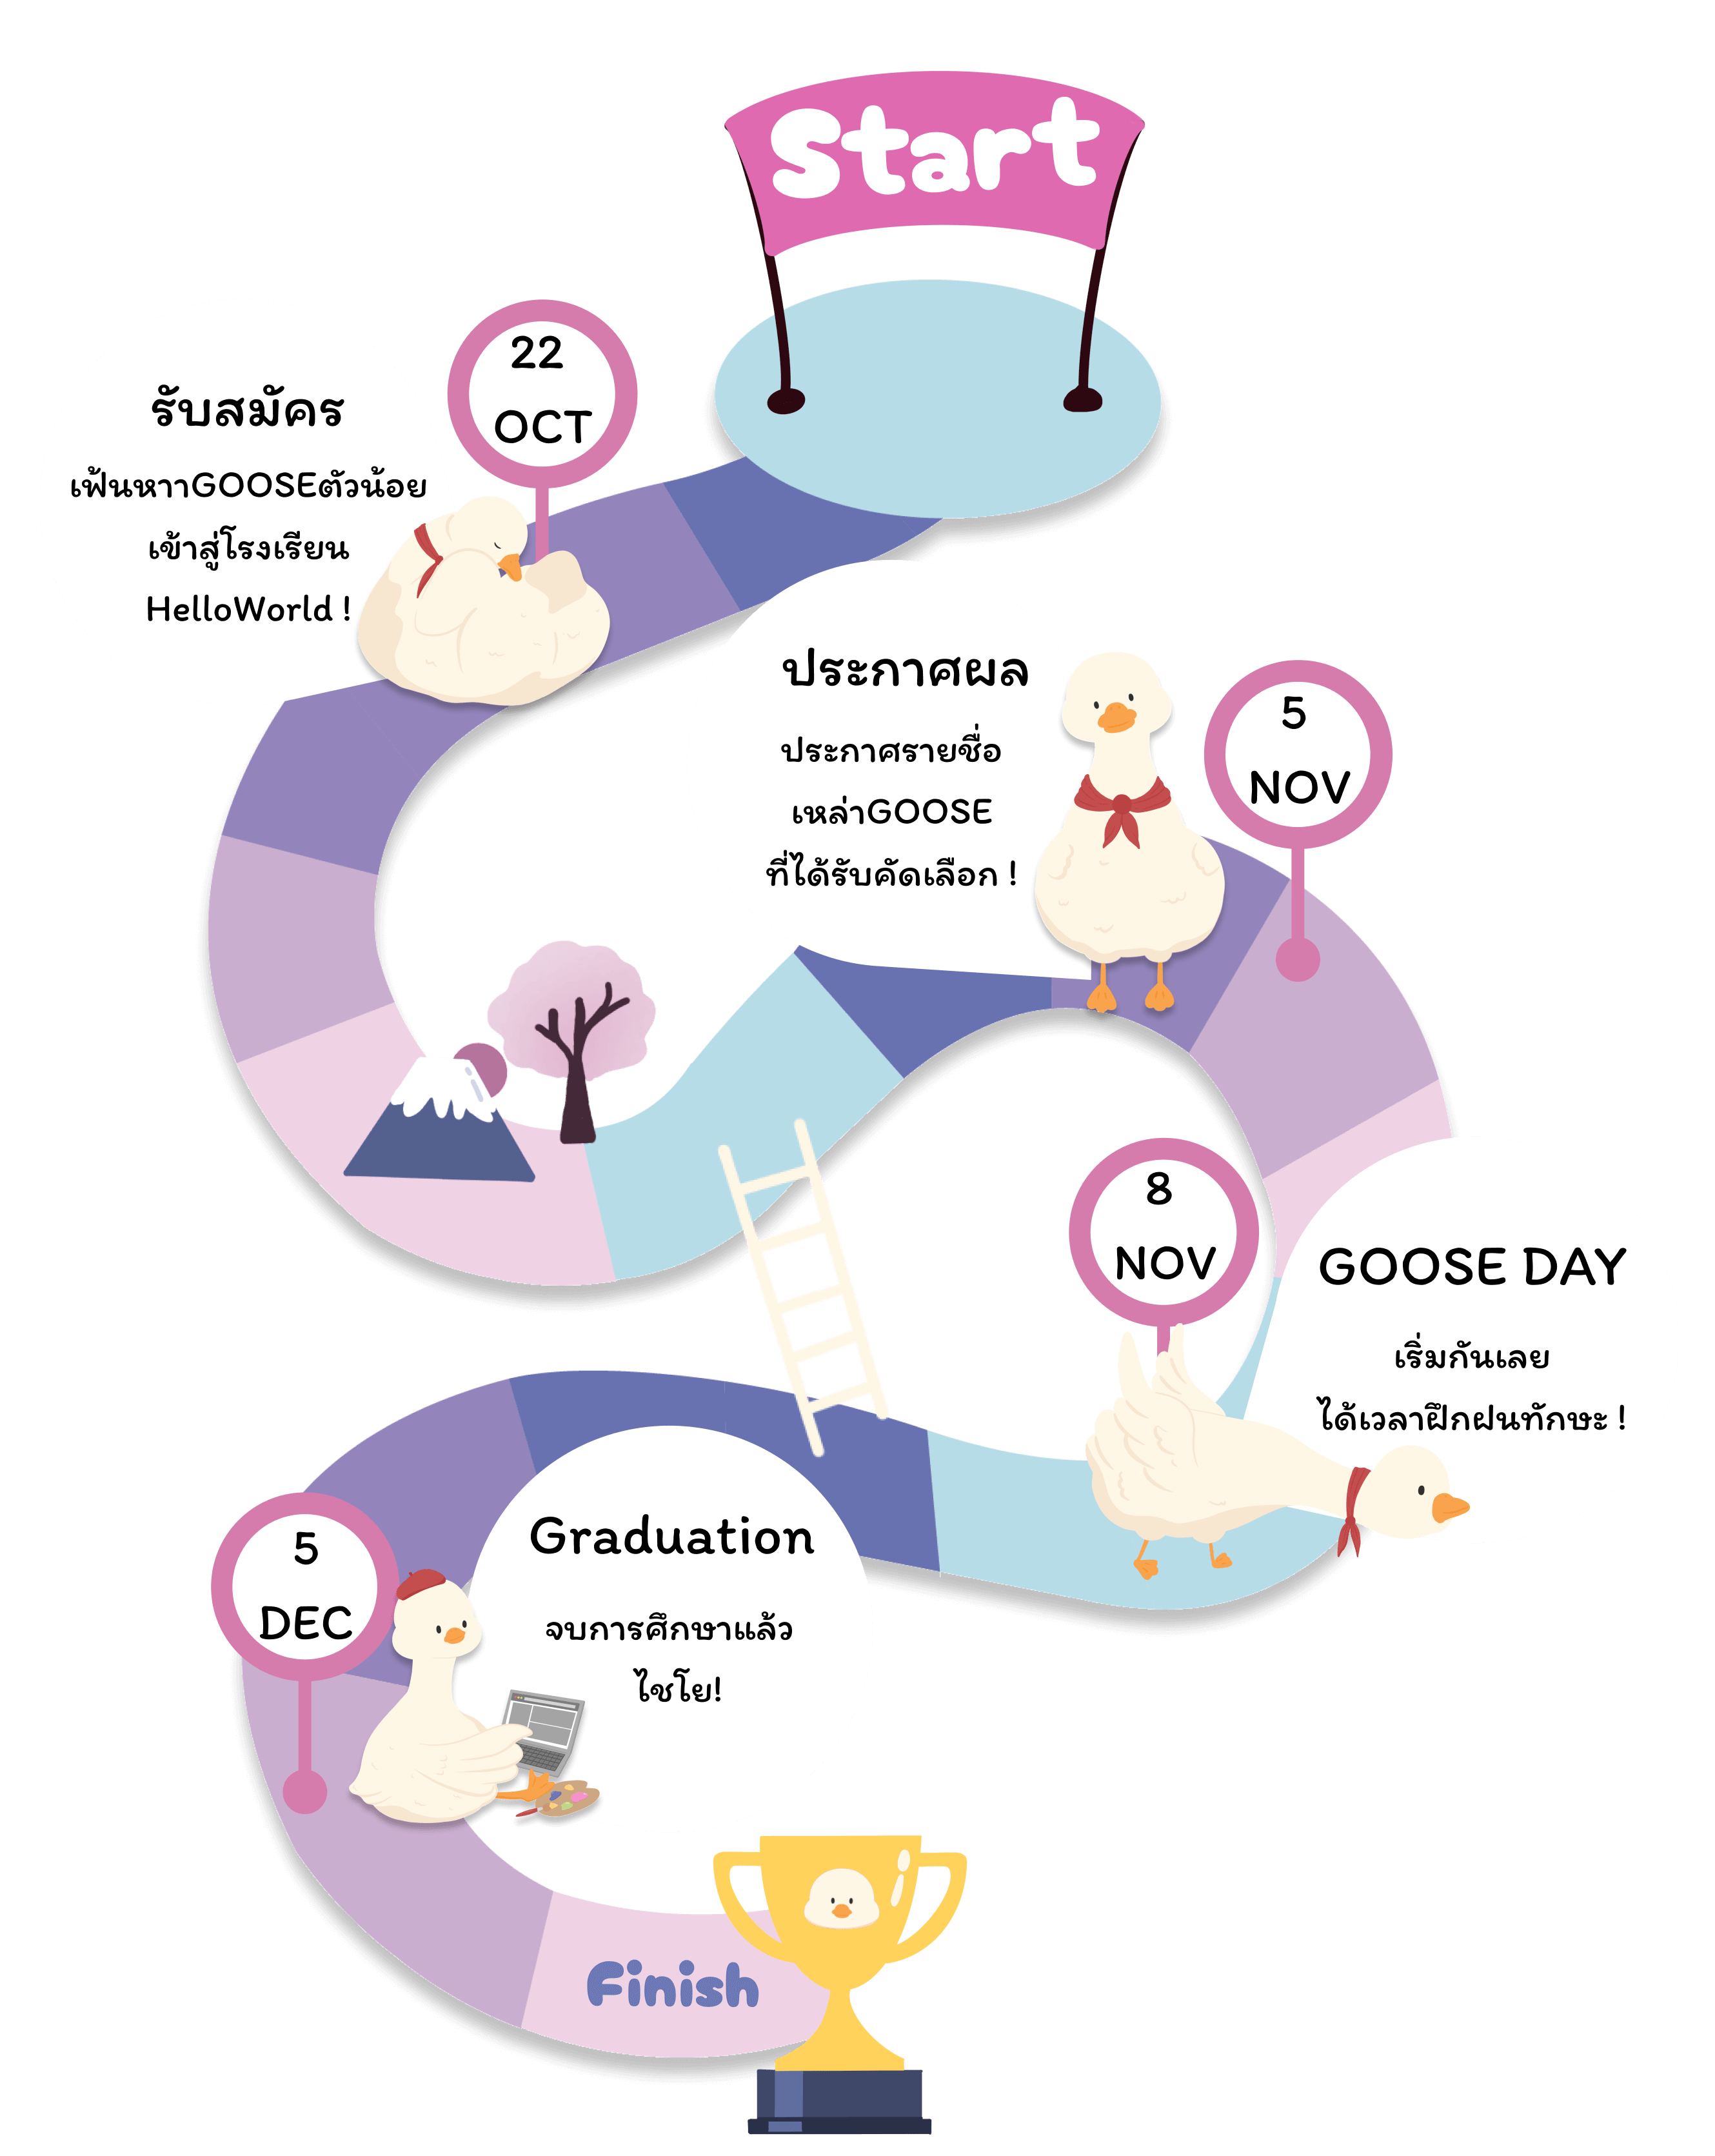 Start
22
OCT
รับสมัคร
เฟ้นหาาGOOSEตัวน้อย
เข้าสู่โรงเรียน
HelloWorld !
ประกาศผล
ประกาศรายชื่อ
เหล่าGOOSE
ที่ได้รับคัดเลือก !
5
NOV
8
NOV
GOOSE DAY
เริ่มกันเลย
ได้เวลาฝึกฝนทักษะ !
5
DEC
Graduation
จบการศึกษาแล้ว
ไชโย!
Finish